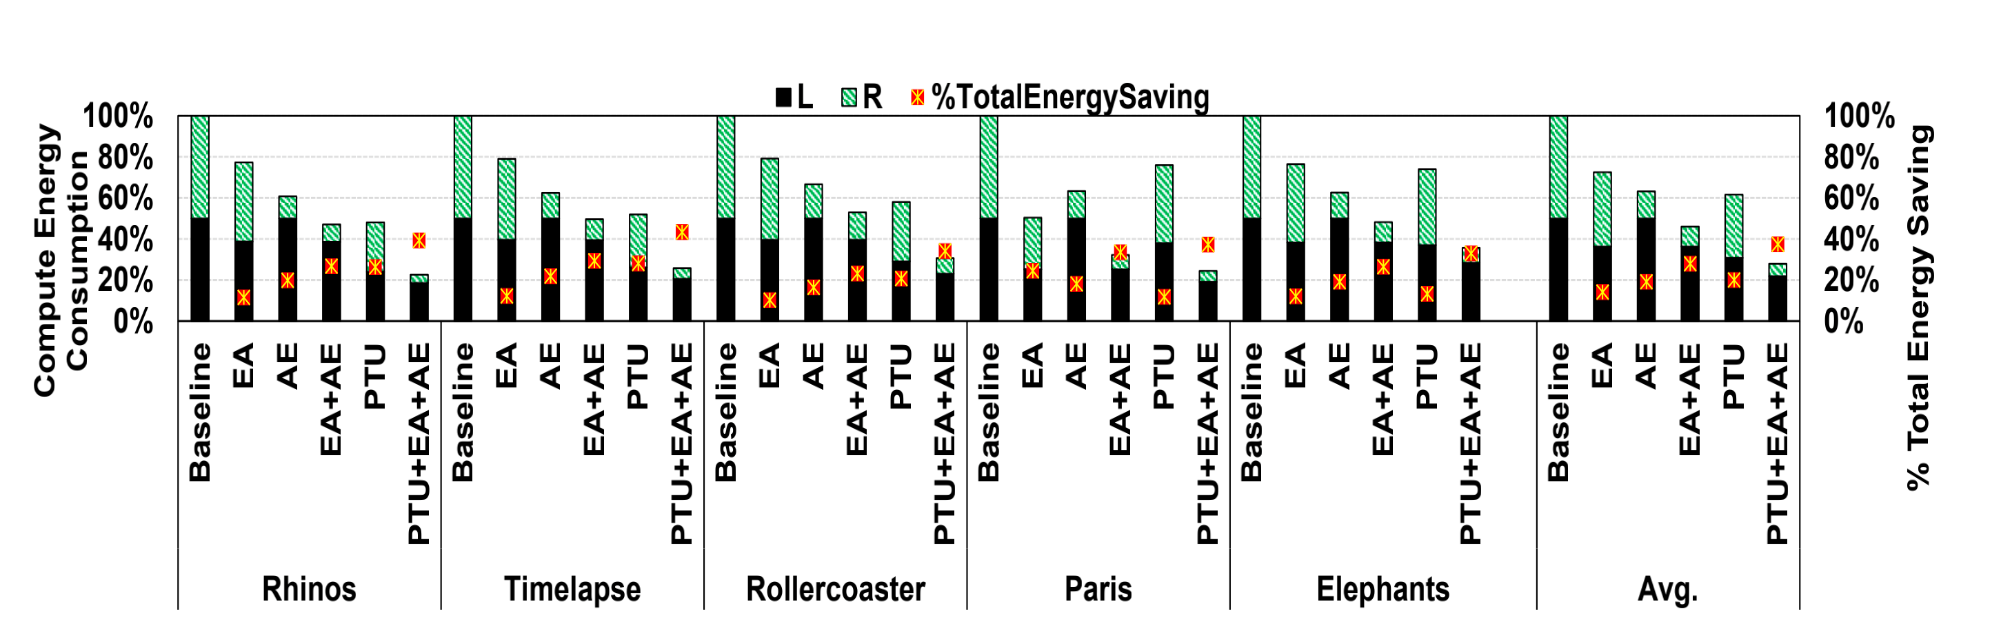 L R %TotalEnergySaving
100% 100%
80% 80%
60% 60%
40% 40%
20% 20%
0% 0%
Compute Energy
Consumption
% Total Energy Saving
Baseline EA AE EA+AE PTU PTU+EA+AE Baseline EA AE EA+AE PTU PTU+EA+AE Baseline EA AE EA+AE PTU PTU+EA+AE Baseline EA AE EA+AE PTU PTU+EA+AE Baseline EA AE EA+AE PTU PTU+EA+AE Baseline EA AE EA+AE PTU PTU+EA+AE
Rhinos Timelapse Rollercoaster Paris Elephants Avg.